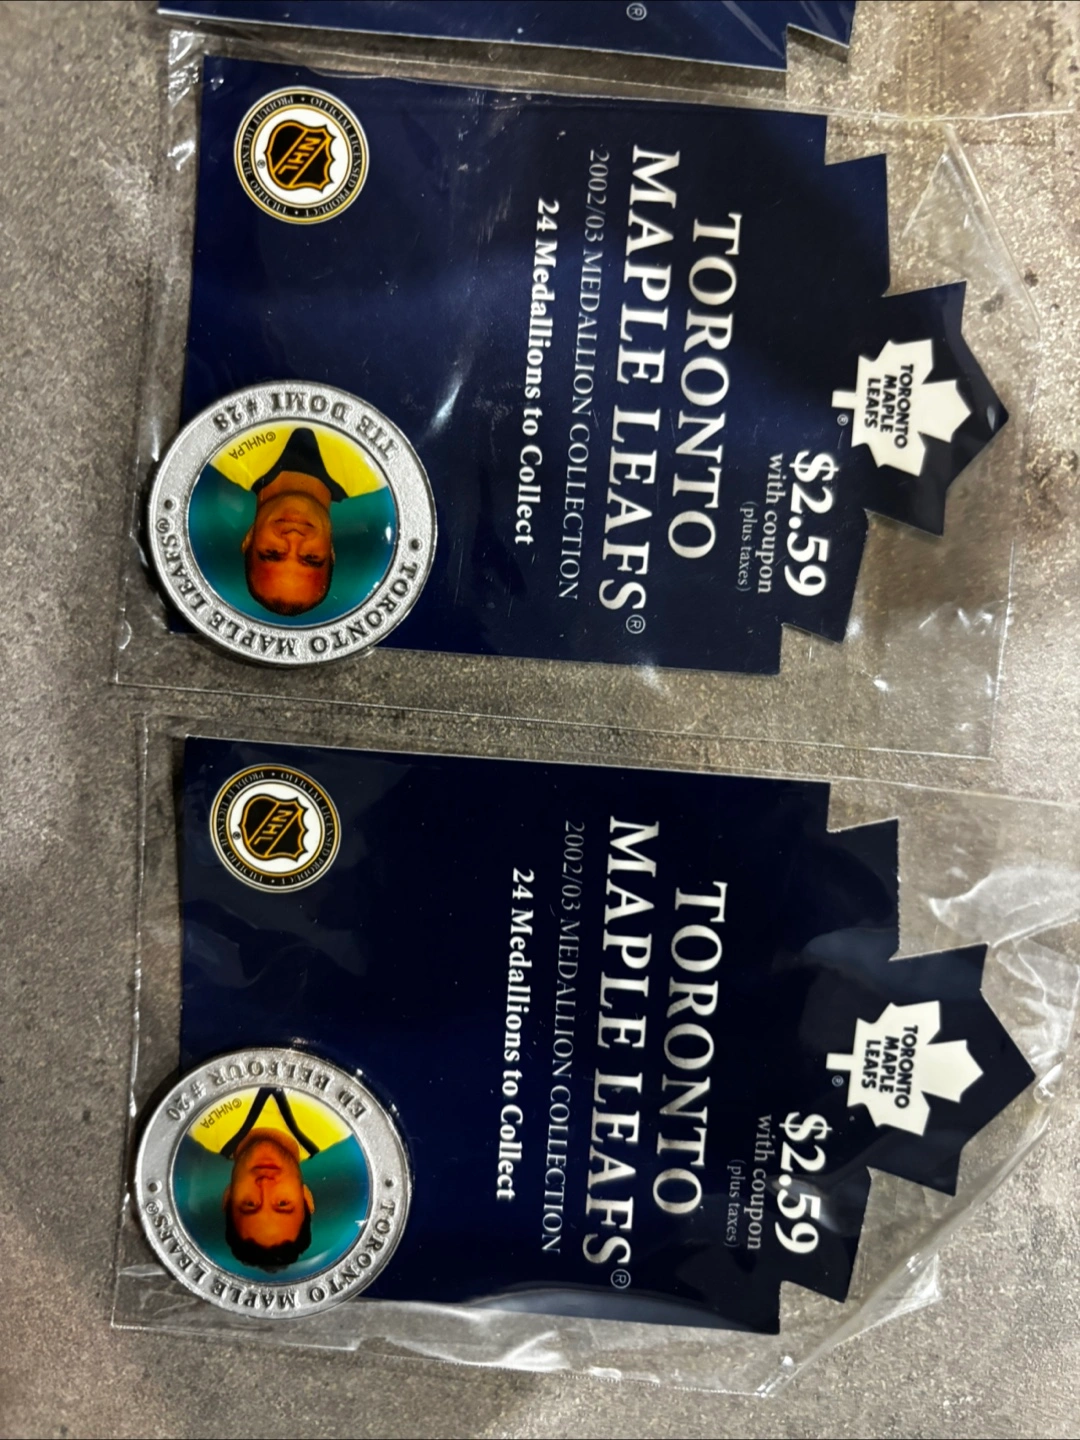 ®
TORONTO
MAPLE
LEAFS
®
$2.59
with coupon
(plus taxes)
TORONTO
MAPLE LEAFS®
2002/03 MEDALLION COLLECTION
24 Medallions to Collect
TIE DOMI #28
©NHLPA
• TORONTO MAPLE LEAFS® •
OFFICIAL LICENSED PRODUCT • PRODUIT LICENCIÉ OFFICIEL •
NHL
®
TORONTO
MAPLE
LEAFS
®
$2.59
with coupon
(plus taxes)
TORONTO
MAPLE LEAFS®
2002/03 MEDALLION COLLECTION
24 Medallions to Collect
ED BELFOUR #20
©NHLPA
• TORONTO MAPLE LEAFS® •
NHL
®